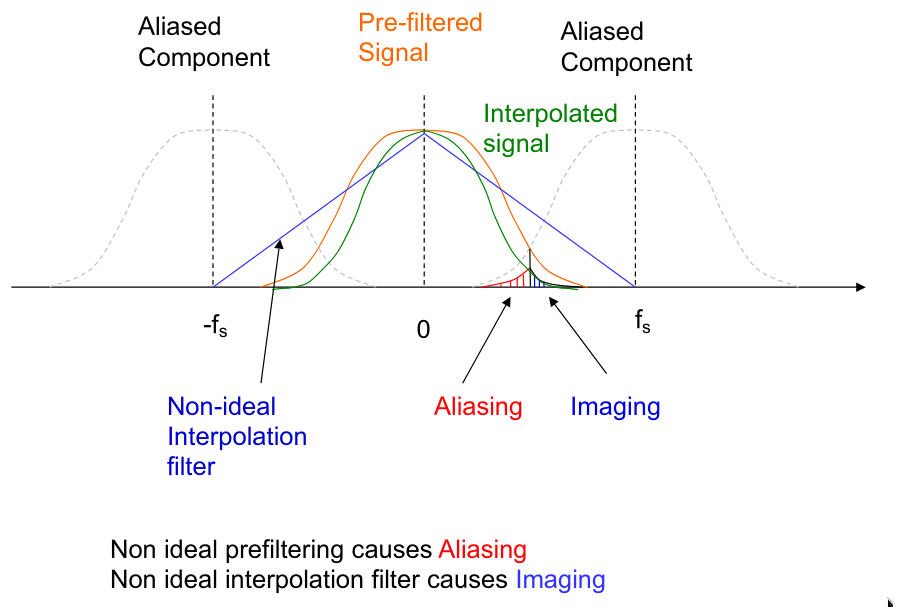 Aliased
Component
Pre-filtered
Signal
Aliased
Component
Interpolated
signal
-fs
0
fs
Non-ideal
Interpolation
filter
Aliasing
Imaging
Non ideal prefiltering causes Aliasing
Non ideal interpolation filter causes Imaging